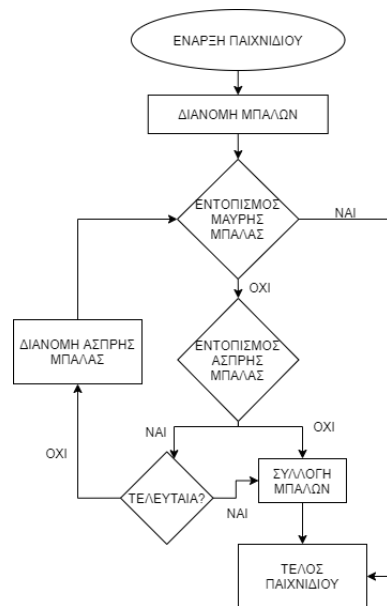 ΕΝΑΡΞΗ ΠΑΙΧΝΙΔΙΟΥ
ΔΙΑΝΟΜΗ ΜΠΑΛΩΝ
ΕΝΤΟΠΙΣΜΟΣ
ΜΑΥΡΗΣ
ΜΠΑΛΑΣ
ΝΑΙ
ΟΧΙ
ΔΙΑΝΟΜΗ ΑΣΠΡΗΣ
ΜΠΑΛΑΣ
ΕΝΤΟΠΙΣΜΟΣ
ΑΣΠΡΗΣ
ΜΠΑΛΑΣ
ΝΑΙ
ΟΧΙ
ΟΧΙ
ΤΕΛΕΥΤΑΙΑ?
ΝΑΙ
ΣΥΛΛΟΓΗ
ΜΠΑΛΩΝ
ΤΕΛΟΣ
ΠΑΙΧΝΙΔΙΟΥ